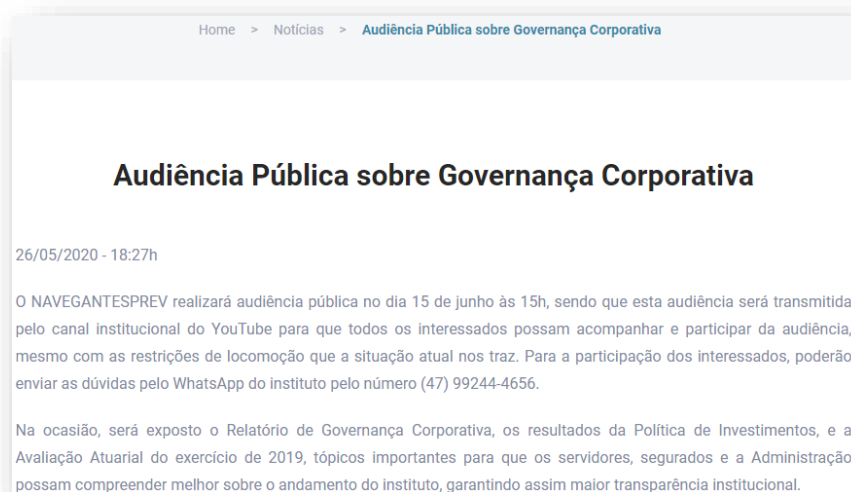 Home > Notícias > Audiência Pública sobre Governança Corporativa
Audiência Pública sobre Governança Corporativa
26/05/2020 - 18:27h
O NAVEGANTESPREV realizará audiência pública no dia 15 de junho às 15h, sendo que esta audiência será transmitida
pelo canal institucional do YouTube para que todos os interessados possam acompanhar e participar da audiência,
mesmo com as restrições de locomoção que a situação atual nos traz. Para a participação dos interessados, poderão
enviar as dúvidas pelo WhatsApp do instituto pelo número (47) 99244-4656.
Na ocasião, será exposto o Relatório de Governança Corporativa, os resultados da Política de Investimentos, e a
Avaliação Atuarial do exercício de 2019, tópicos importantes para que os servidores, segurados e a Administração
possam compreender melhor sobre o andamento do instituto, garantindo assim maior transparência institucional.